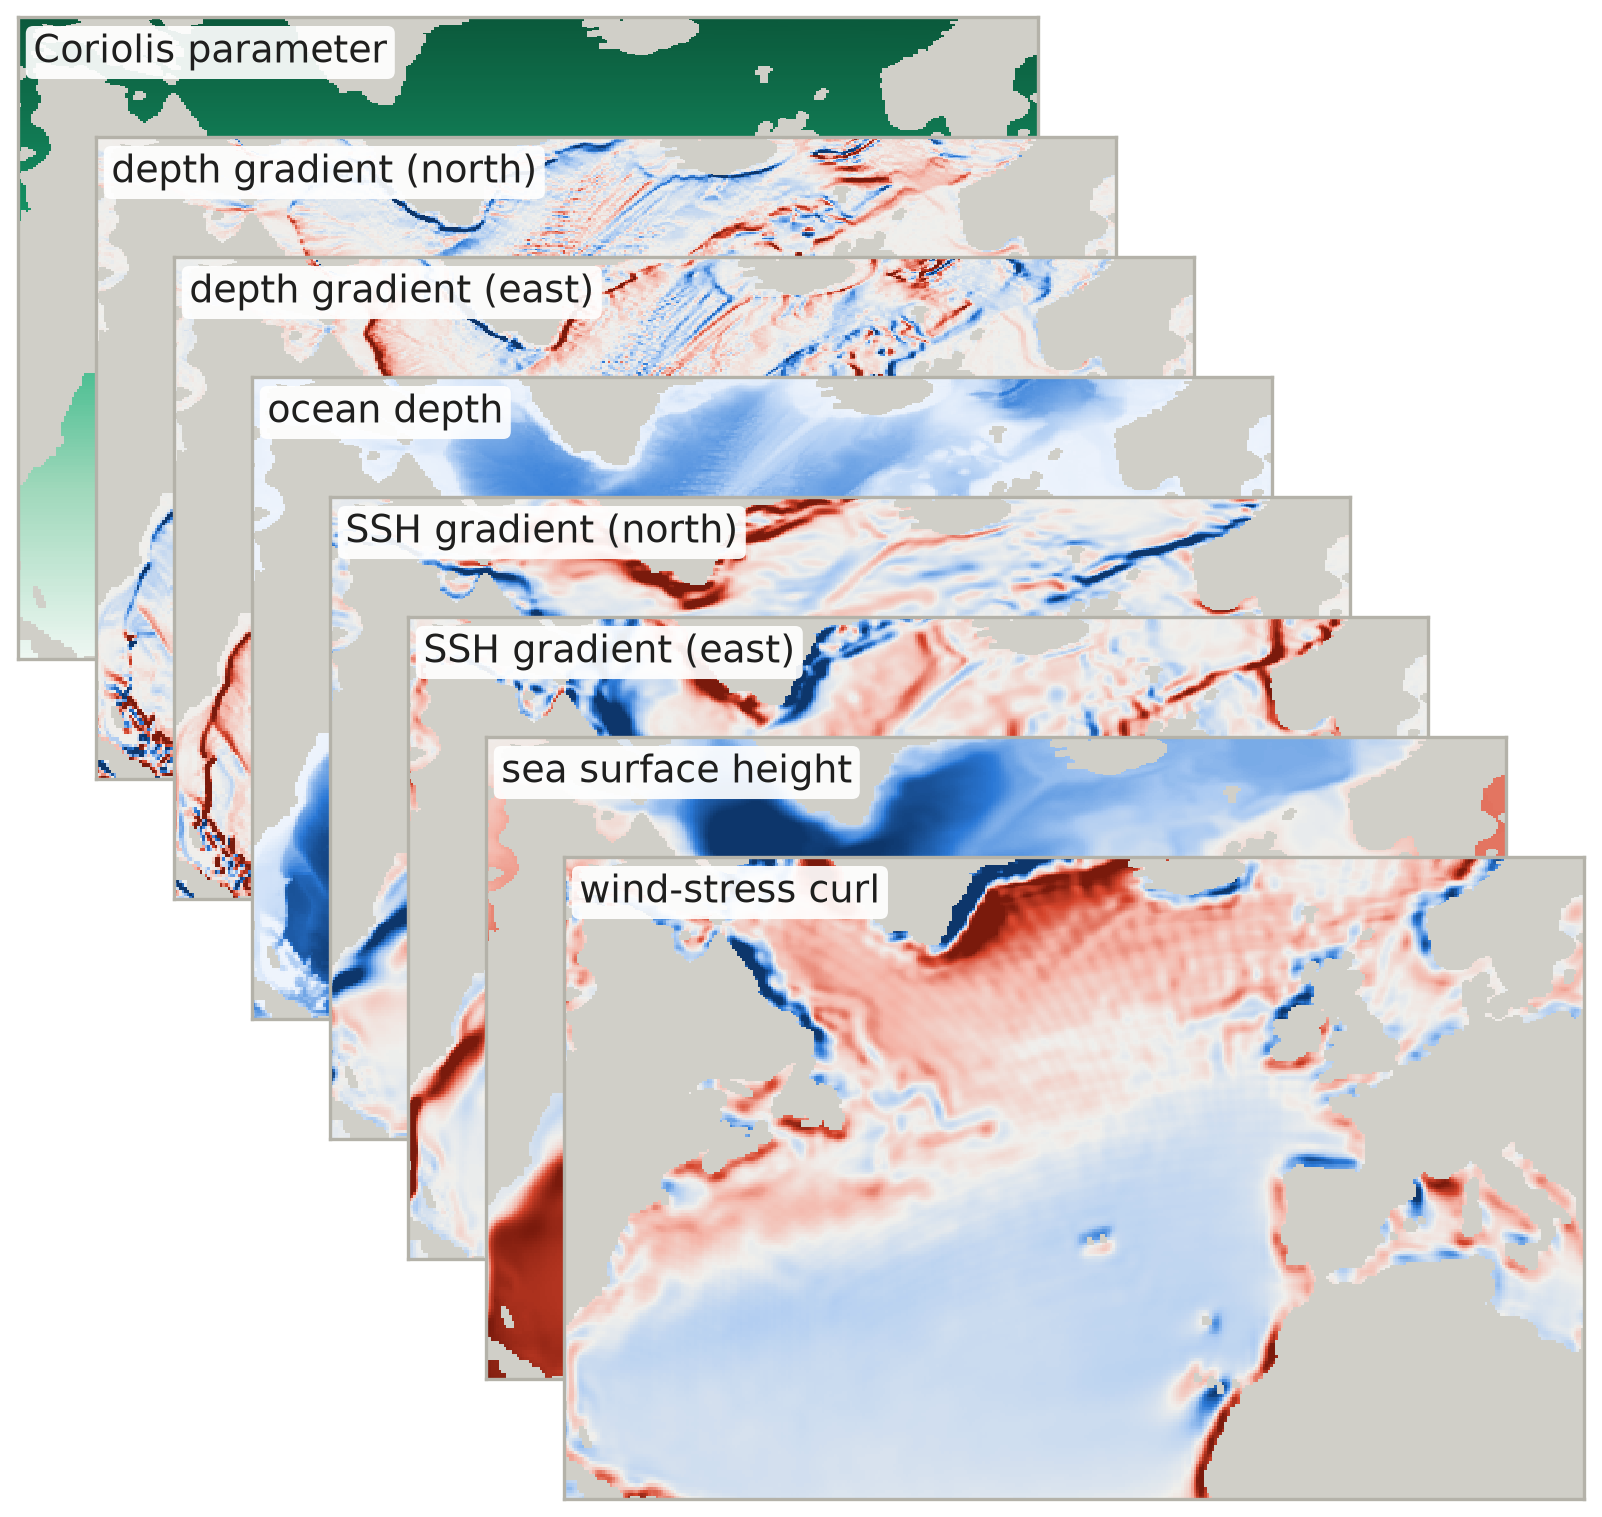 Coriolis parameter
depth gradient (north)
depth gradient (east)
ocean depth
SSH gradient (north)
SSH gradient (east)
sea surface height
wind-stress curl